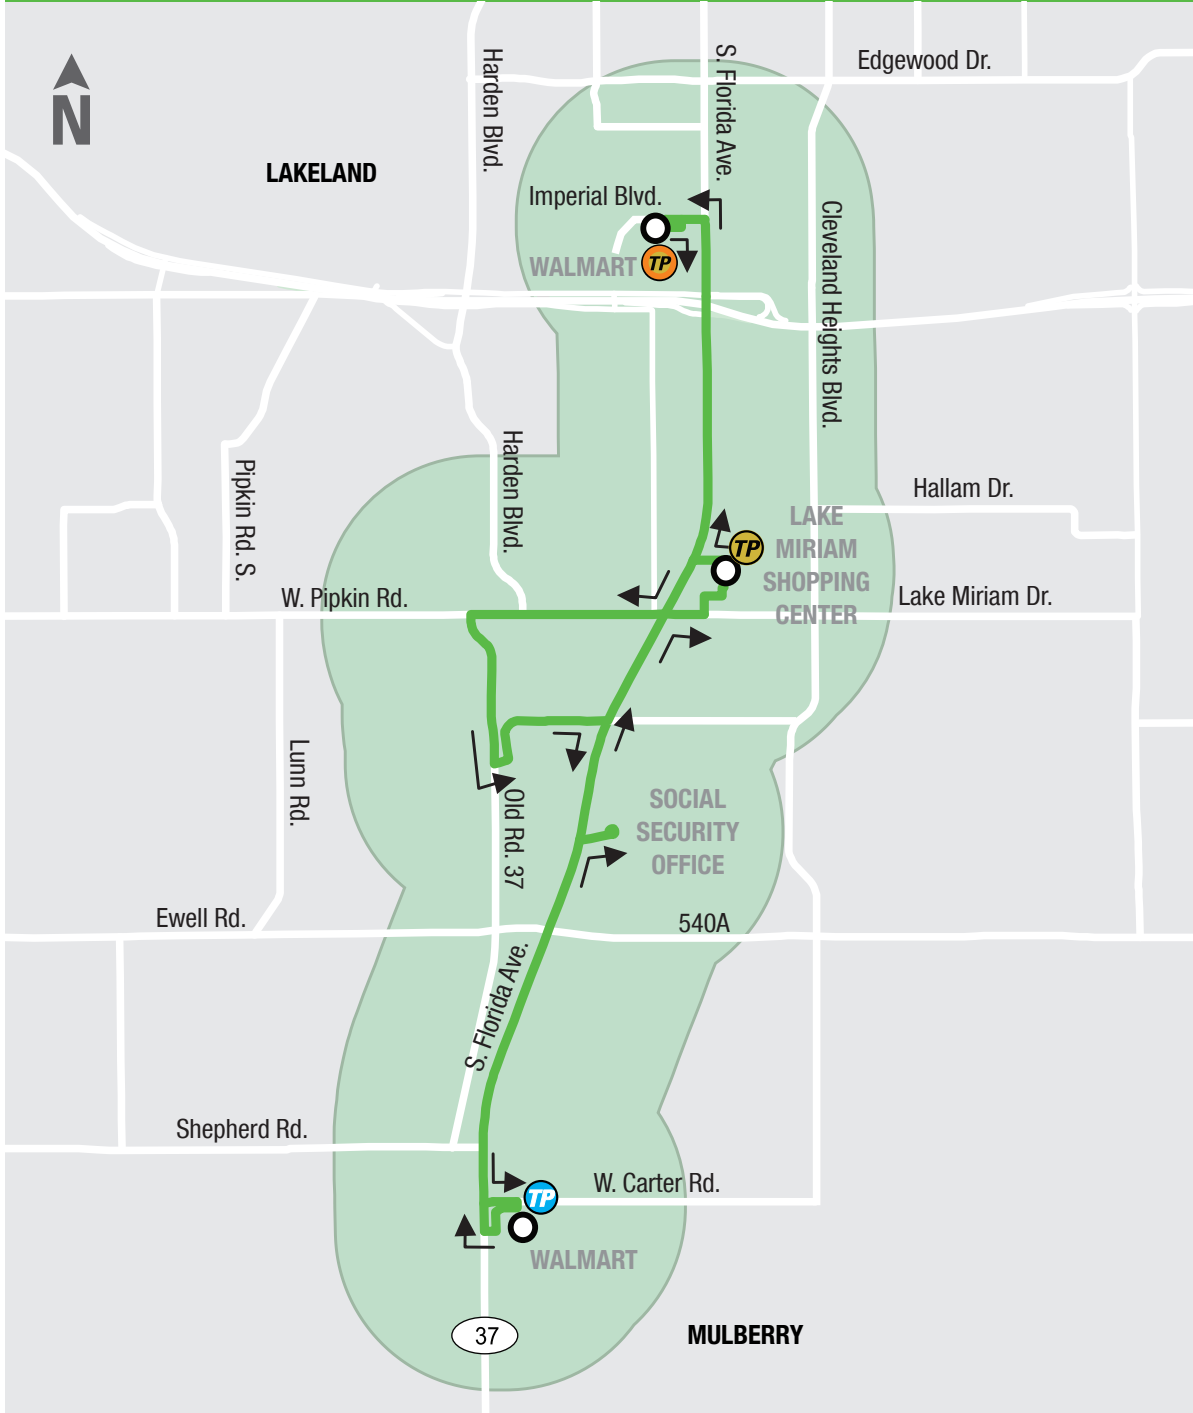 Edgewood Dr.
Harden Blvd.
S. Florida Ave.
N
LAKELAND
Imperial Blvd.
Cleveland Heights Blvd.
WALMART
TP
Harden Blvd.
Pipkin Rd. S.
Hallam Dr.
LAKE
MIRIAM
SHOPPING
CENTER
TP
W. Pipkin Rd.
Lake Miriam Dr.
Lunn Rd.
Old Rd. 37
SOCIAL
SECURITY
OFFICE
Ewell Rd.
540A
S. Florida Ave.
Shepherd Rd.
W. Carter Rd.
TP
WALMART
37
MULBERRY